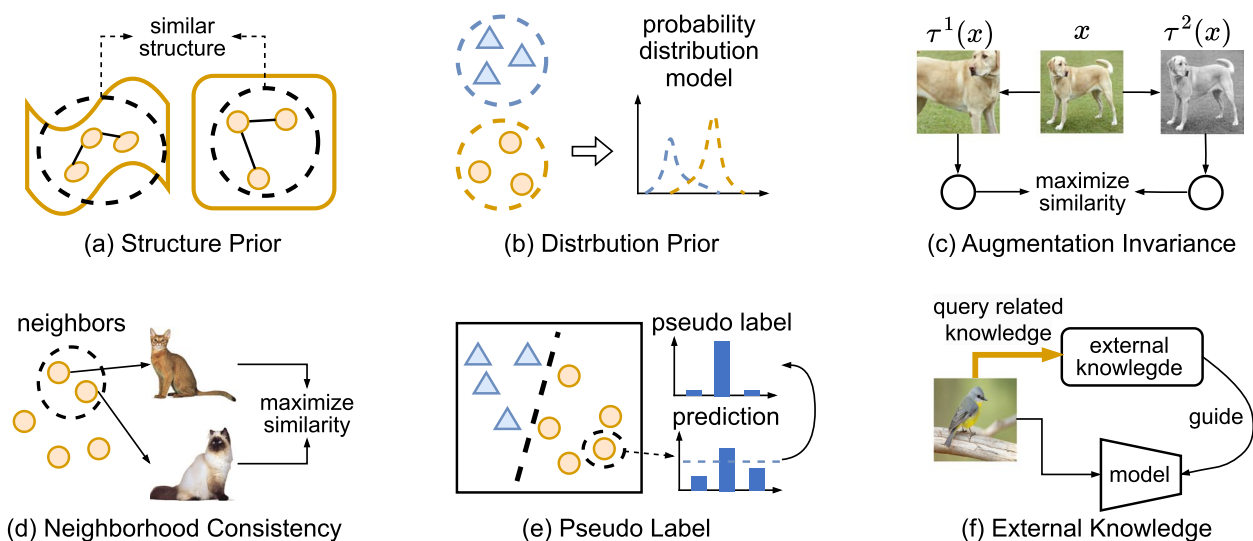 similar
structure
(a) Structure Prior
probability
distribution
model
(b) Distrbution Prior
τ¹(x)
x
τ²(x)
maximize
similarity
(c) Augmentation Invariance
neighbors
maximize
similarity
(d) Neighborhood Consistency
pseudo label
prediction
(e) Pseudo Label
query related
knowledge
external
knowlegde
guide
model
(f) External Knowledge